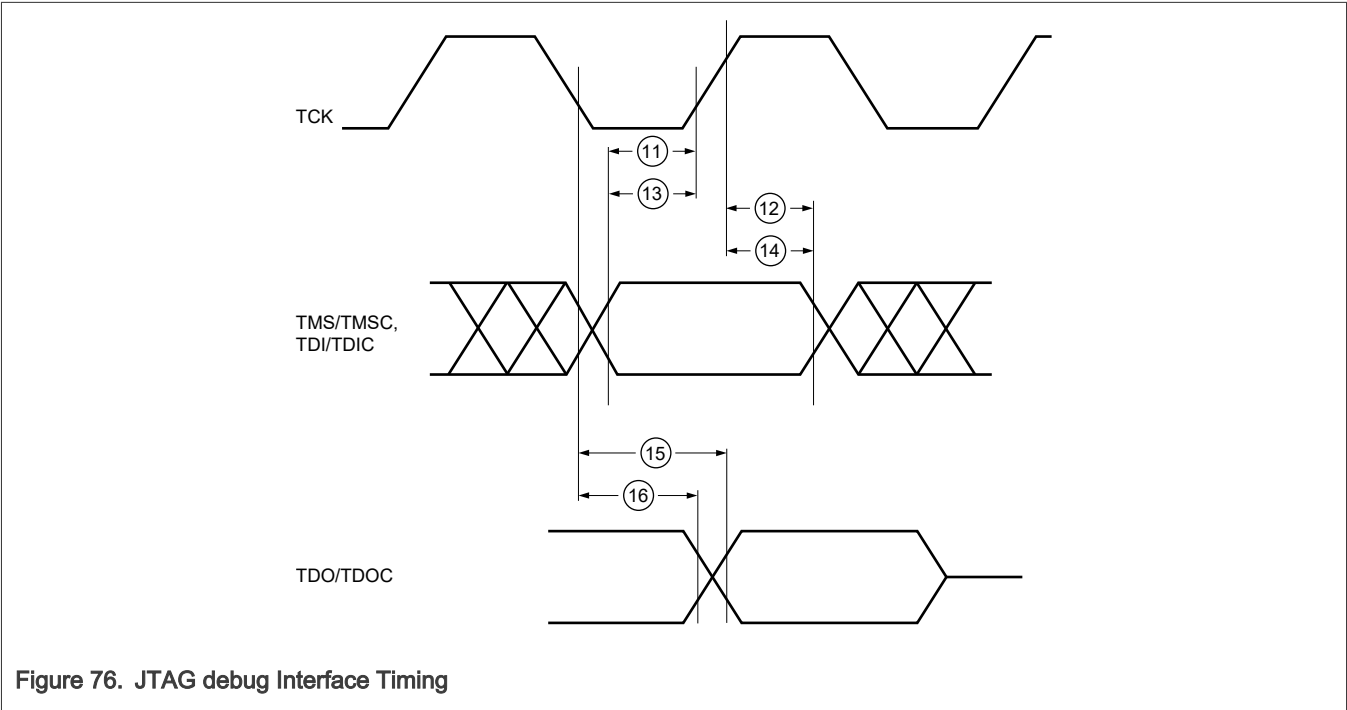 TCK
11
13
12
14
TMS/TMSC,
TDI/TDIC
15
16
TDO/TDOC
Figure 76. JTAG debug Interface Timing